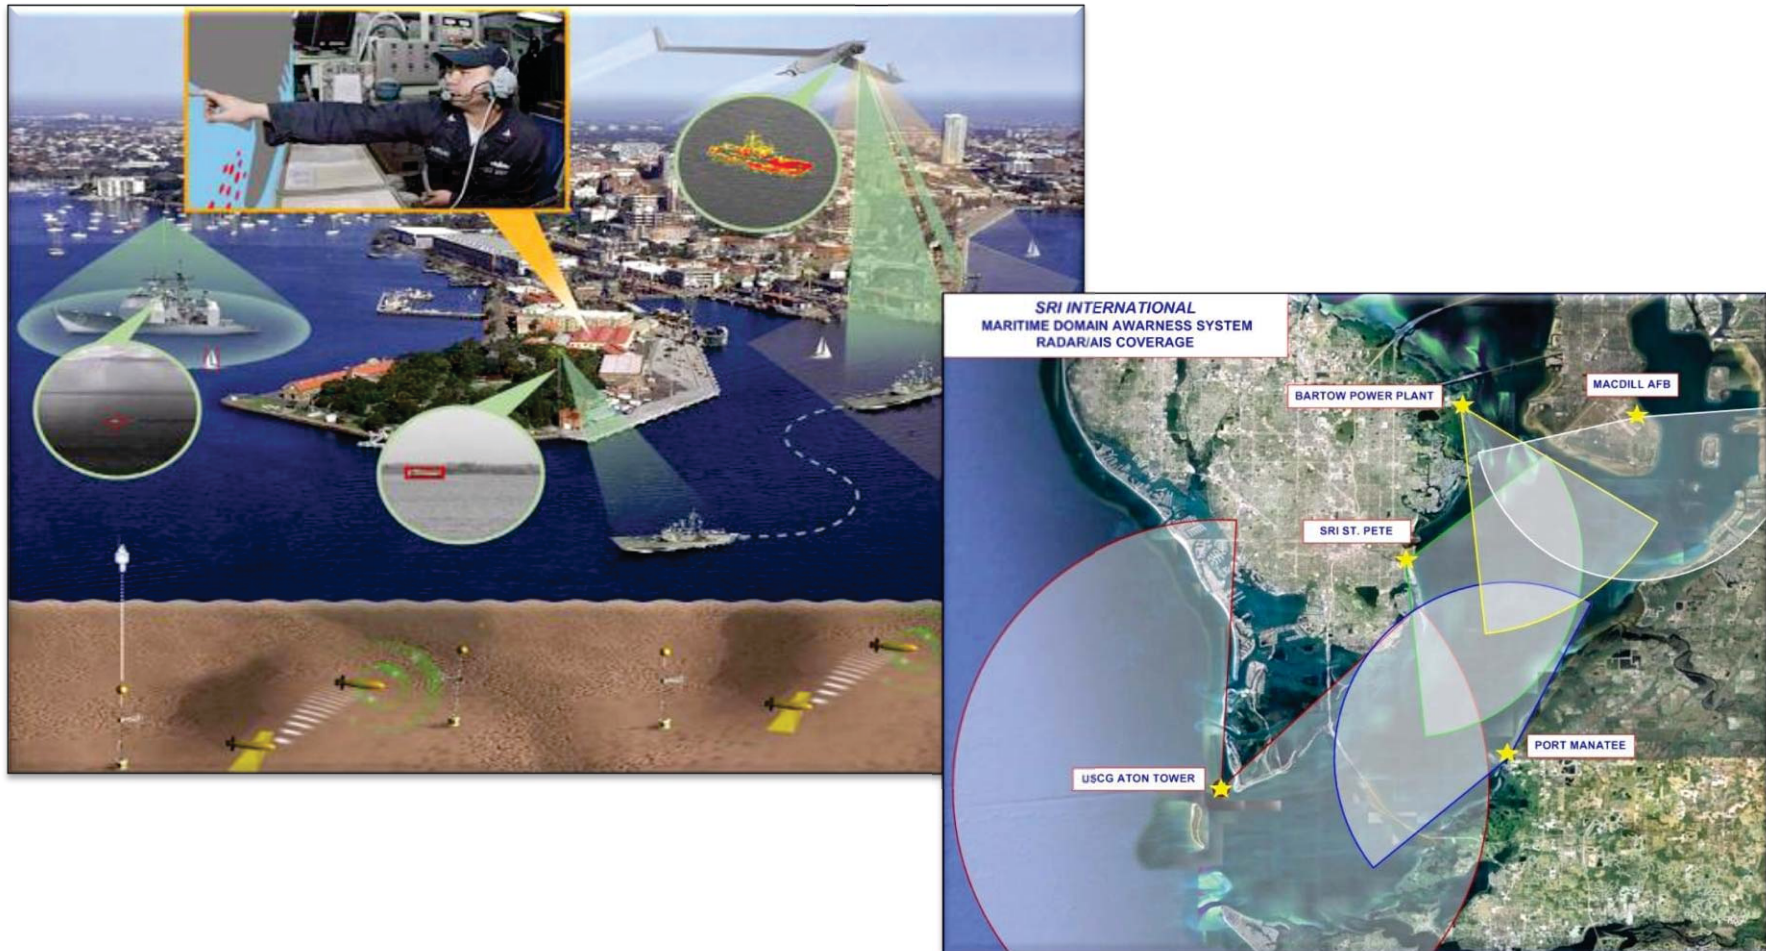 SRI INTERNATIONAL
MARITIME DOMAIN AWARNESS SYSTEM
RADAR/AIS COVERAGE
MACDILL AFB
BARTOW POWER PLANT
SRI ST. PETE
PORT MANATEE
USCG ATON TOWER